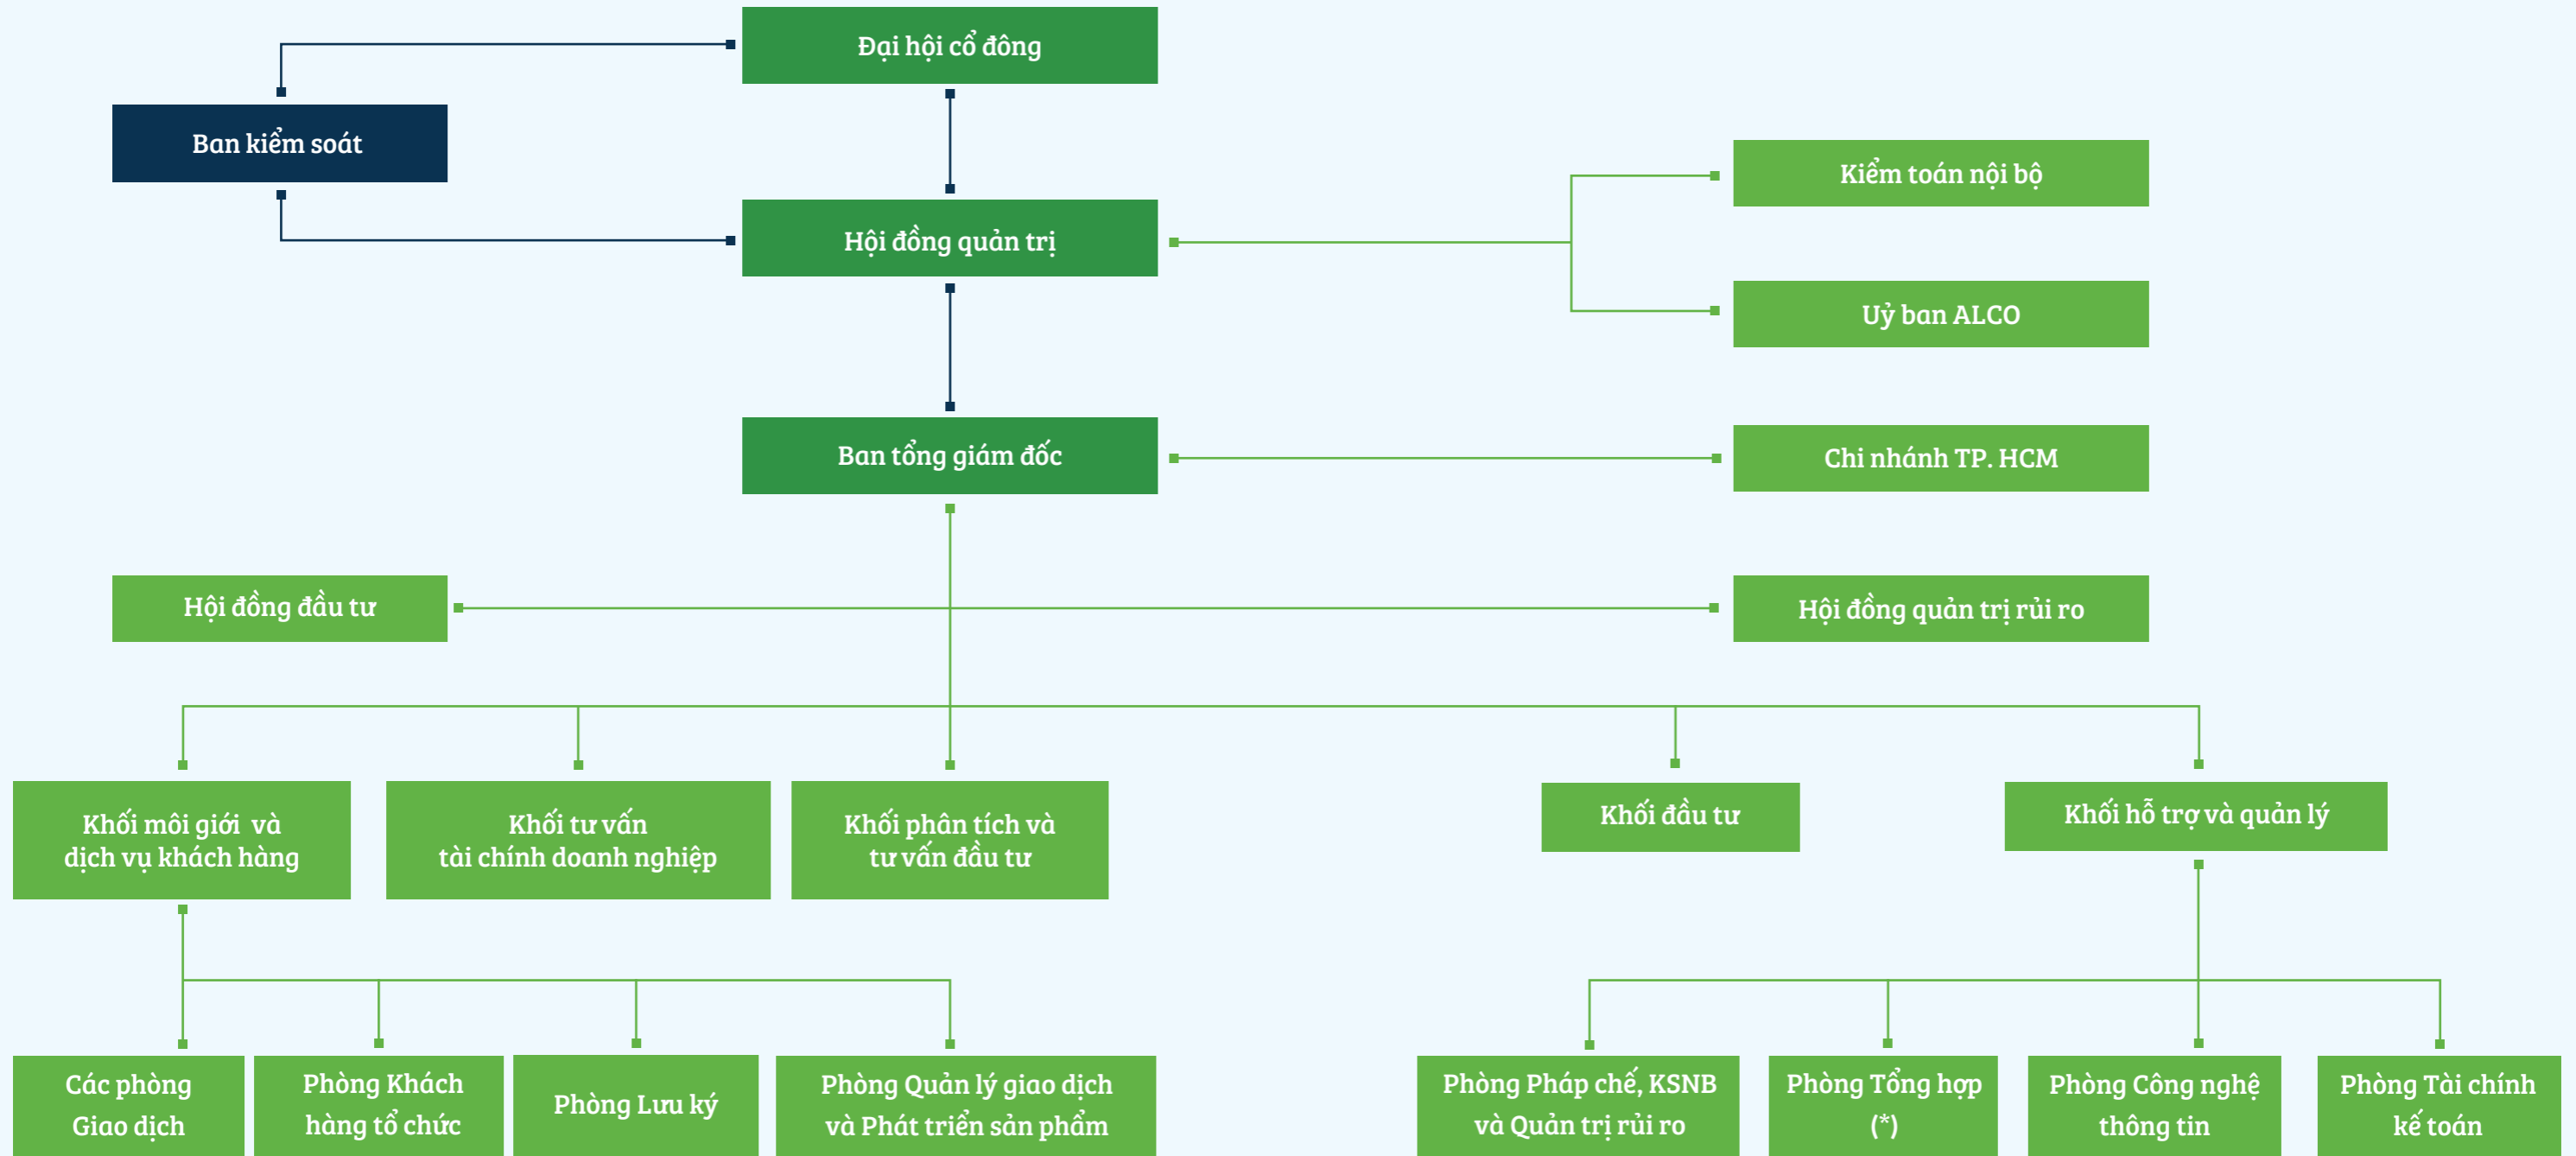 Đại hội cổ đông
Ban kiểm soát
Kiểm toán nội bộ
Hội đồng quản trị
Uỷ ban ALCO
Ban tổng giám đốc
Chi nhánh TP. HCM
Hội đồng đầu tư
Hội đồng quản trị rủi ro
Khối môi giới và
dịch vụ khách hàng
Khối tư vấn
tài chính doanh nghiệp
Khối phân tích và
tư vấn đầu tư
Khối đầu tư
Khối hỗ trợ và quản lý
Các phòng
Giao dịch
Phòng Khách
hàng tổ chức
Phòng Lưu ký
Phòng Quản lý giao dịch
và Phát triển sản phẩm
Phòng Pháp chế, KSNB
và Quản trị rủi ro
Phòng Tổng hợp
(*)
Phòng Công nghệ
thông tin
Phòng Tài chính
kế toán